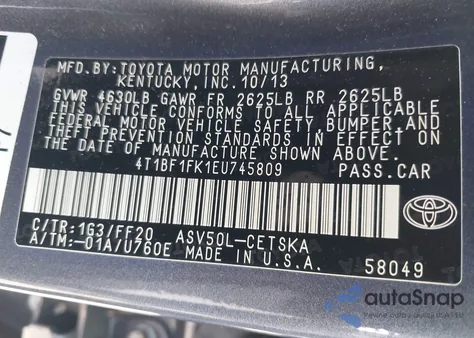 MFD.BY: TOYOTA MOTOR MANUFACTURING,
KENTUCKY, INC. 10/13
GVWR 4630LB GAWR FR 2625LB RR 2625LB
THIS VEHICLE CONFORMS TO ALL APPLICABLE
FEDERAL MOTOR VEHICLE SAFETY, BUMPER, AND
THEFT PREVENTION STANDARDS IN EFFECT ON
THE DATE OF MANUFACTURE SHOWN ABOVE.
4T1BF1FK1EU745809 PASS.CAR
C/TR: 1G3/FF20 ASV50L-CETSKA
A/TM:-01A/U760E MADE IN U.S.A.
58049
TOYOTA
autoSnap